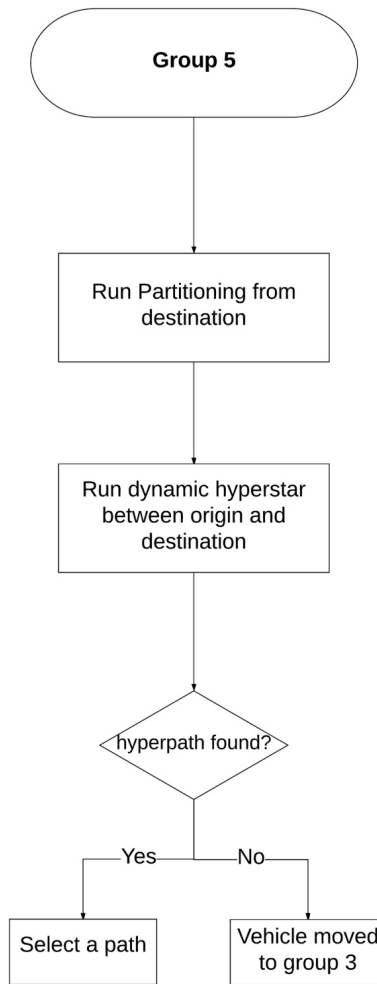 Group 5
Run Partitioning from
destination
Run dynamic hyperstar
between origin and
destination
hyperpath found?
Yes
No
Select a path
Vehicle moved
to group 3